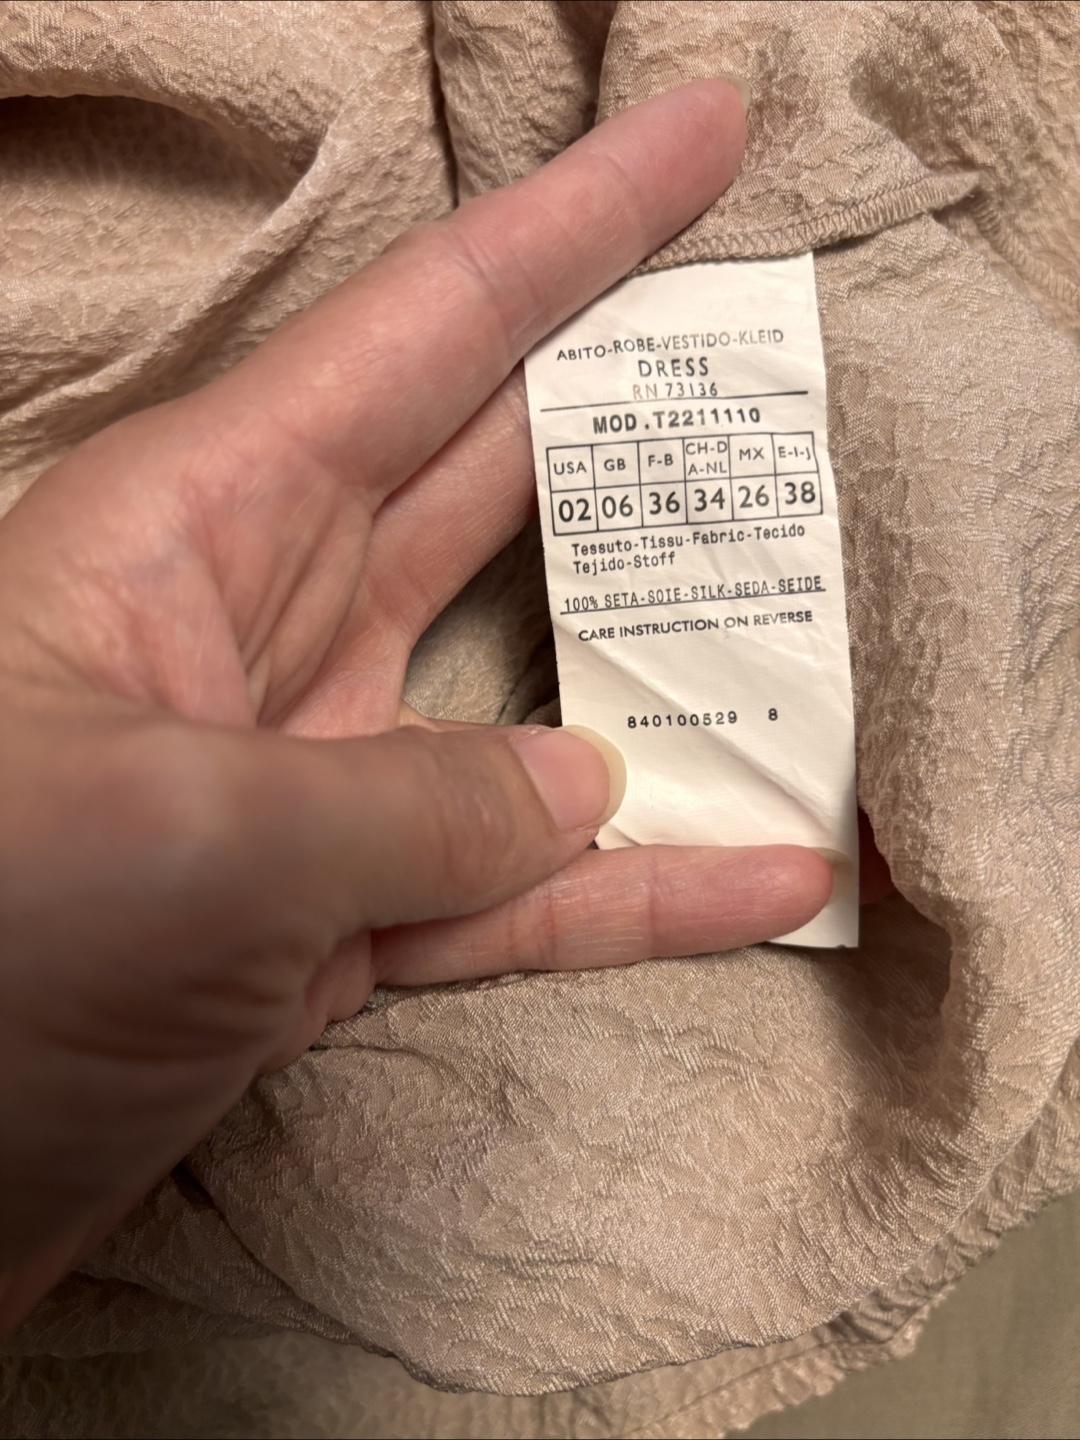 ABITO-ROBE-VESTIDO-KLEID
DRESS
RN 73136
MOD.T2211110
USA GB F-B CH-D A-NL MX E-I-J
02 06 36 34 26 38
Tessuto-Tissu-Fabric-Tecido
Tejido-Stoff
100% SETA-SOIE-SILK-SEDA-SEIDE
CARE INSTRUCTION ON REVERSE
840100529 8